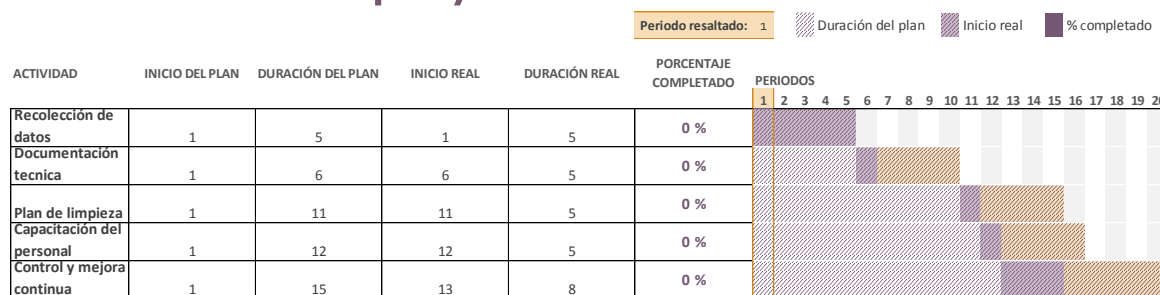 Periodo resaltado: 1 Duración del plan Inicio real % completado
ACTIVIDAD INICIO DEL PLAN DURACIÓN DEL PLAN INICIO REAL DURACIÓN REAL PORCENTAJE COMPLETADO PERIODOS
1 2 3 4 5 6 7 8 9 10 11 12 13 14 15 16 17 18 19
Recolección de
datos 1 5 1 5 0 %
Documentación
tecnica 1 6 6 5 0 %
Plan de limpieza 1 11 11 5 0 %
Capacitación del
personal 1 12 12 5 0 %
Control y mejora
continua 1 15 13 8 0 %